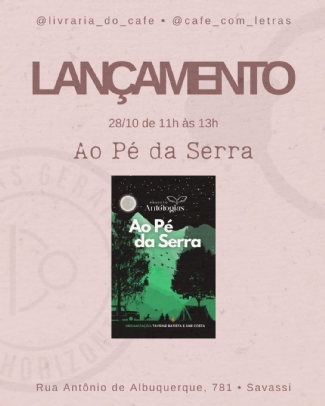 @livraria_do_cafe • @cafe_com_letras
LANÇAMENTO
28/10 de 11h às 13h
Ao Pé da Serra
Antologias
Ao Pé
da Serra
Rua Antônio de Albuquerque, 781 • Savassi